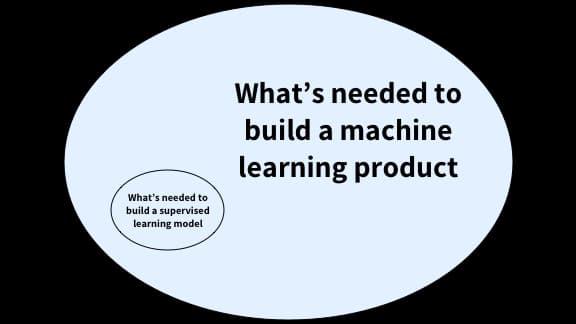 What’s needed to
build a machine
learning product
What’s needed to
build a supervised
learning model